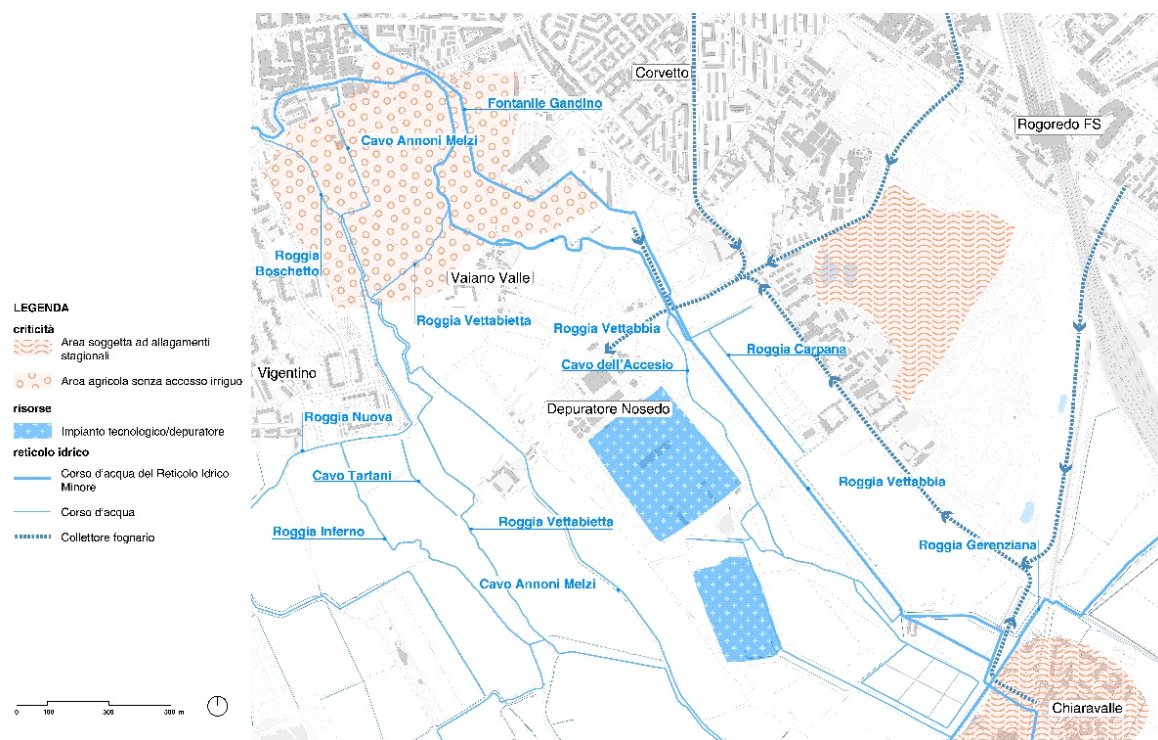 Corvetto
Fontanile Gandino
Rogoredo FS
Cavo Annoni Melzi
Roggia
Boschetto
Vaiano Valle
LEGENDA
criticità
Area soggetta ad allagamenti
stagionali
Area agricola senza accesso irriguo
risorse
Impianto tecnologico/depuratore
reticolo idrico
Corso d'acqua del Reticolo Idrico
Minore
Corso d'acqua
Collettore fognario
Roggia Vettabietta
Roggia Vettabbia
Roggia Carpana
Cavo dell'Accesio
Vigentino
Depuratore Nosedo
Roggia Nuova
Cavo Tartani
Roggia Vettabbia
Roggia Vettabietta
Roggia Inferno
Roggia Gerenziana
Cavo Annoni Melzi
Chiaravalle
0 100 300 500 m